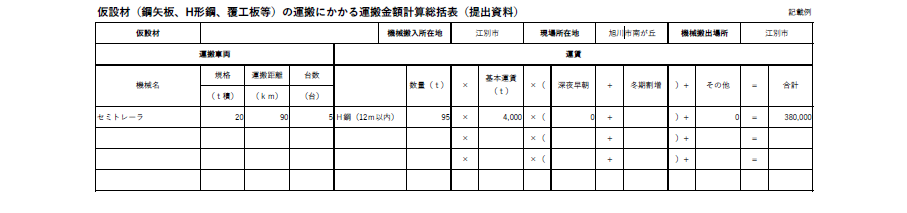 仮設材（鋼矢板、H形鋼、覆工板等）の運搬にかかる運搬金額計算総括表（提出資料）
記載例
仮設材 機械搬入所在地 江別市 現場所在地 旭川市南が丘 機械搬出場所 江別市
運搬車両 運賃
機械名 規格 運搬距離 台数 数量（ｔ） × 基本運賃 ×（ 深夜早朝 + 冬期割増 ）+ その他 = 合計
（ｔ積） （ｋｍ） （台） （ｔ）
セミトレーラ 20 90 5 H鋼（12m以内） 95 × 4,000 ×（ 0 + ）+ 0 = 380,000
× ×（ + ）+ =
× ×（ + ）+ =